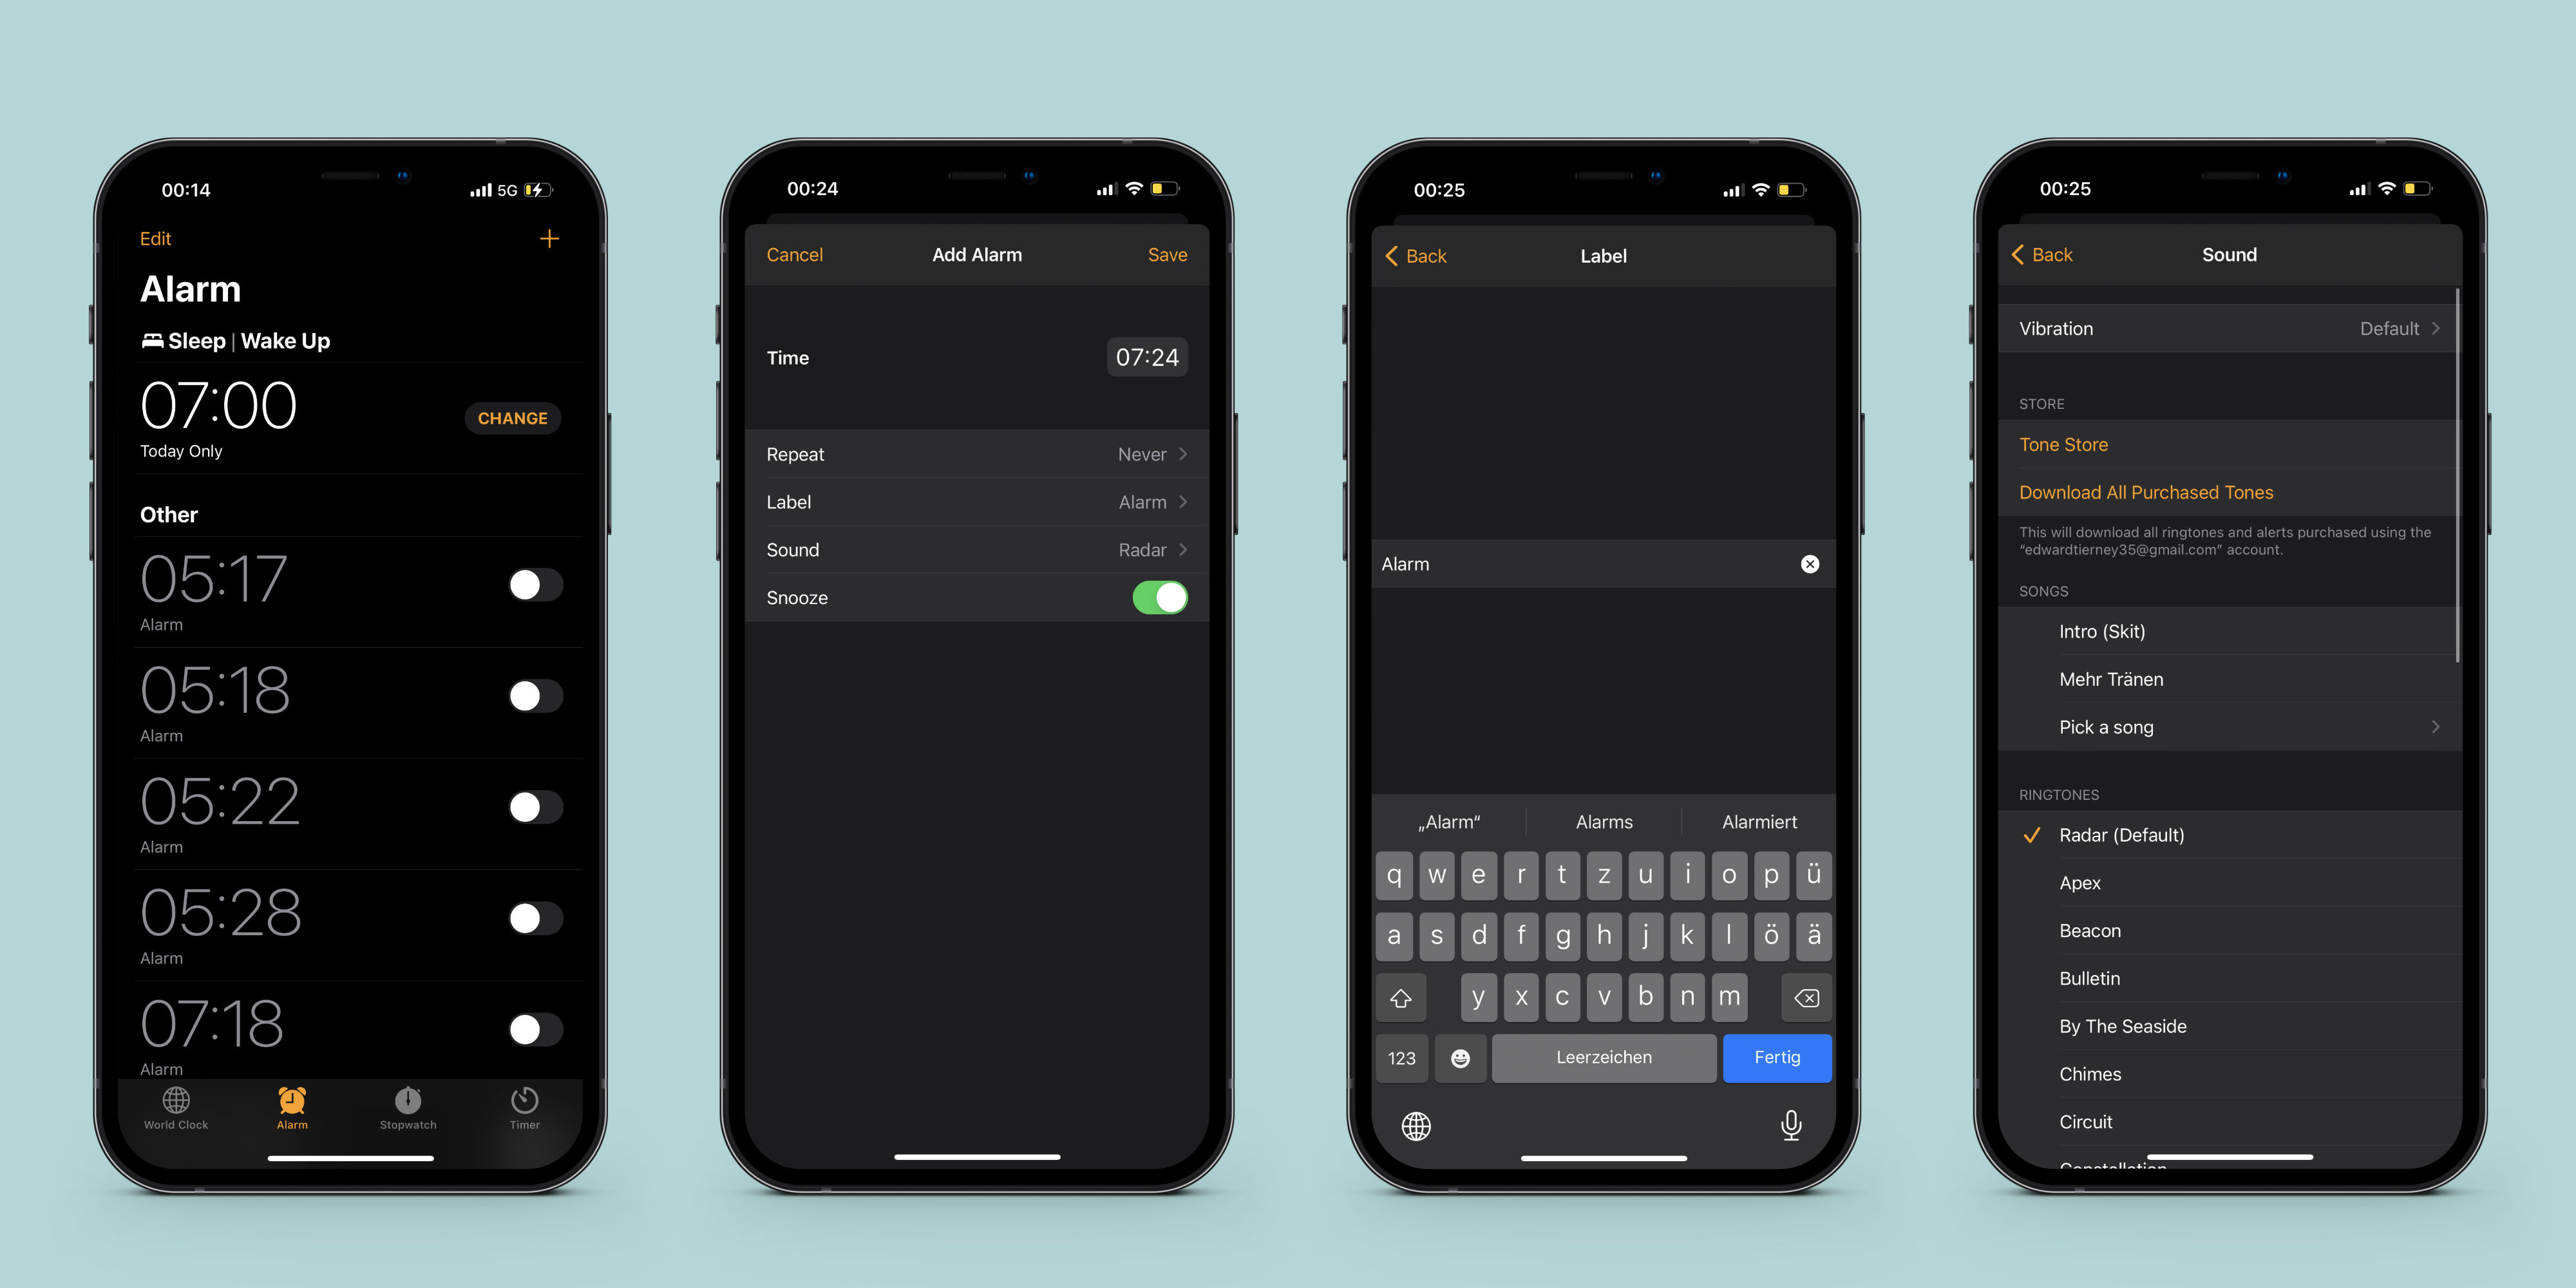 00:14
5G
Edit
Alarm
Sleep | Wake Up
07:00
CHANGE
Today Only
Other
05:17
Alarm
05:18
Alarm
05:22
Alarm
05:28
Alarm
07:18
Alarm
World Clock
Alarm
Stopwatch
Timer
00:24
Cancel
Add Alarm
Save
Time
07:24
Repeat
Never
Label
Alarm
Sound
Radar
Snooze
00:25
Back
Label
Alarm
„Alarm“
Alarms
Alarmiert
q w e r t z u i o p ü
a s d f g h j k l ö ä
y x c v b n m
123
Leerzeichen
Fertig
00:25
Back
Sound
Vibration
Default
STORE
Tone Store
Download All Purchased Tones
This will download all ringtones and alerts purchased using the
“edwardtierney35@gmail.com” account.
SONGS
Intro (Skit)
Mehr Tränen
Pick a song
RINGTONES
Radar (Default)
Apex
Beacon
Bulletin
By The Seaside
Chimes
Circuit
Constellation